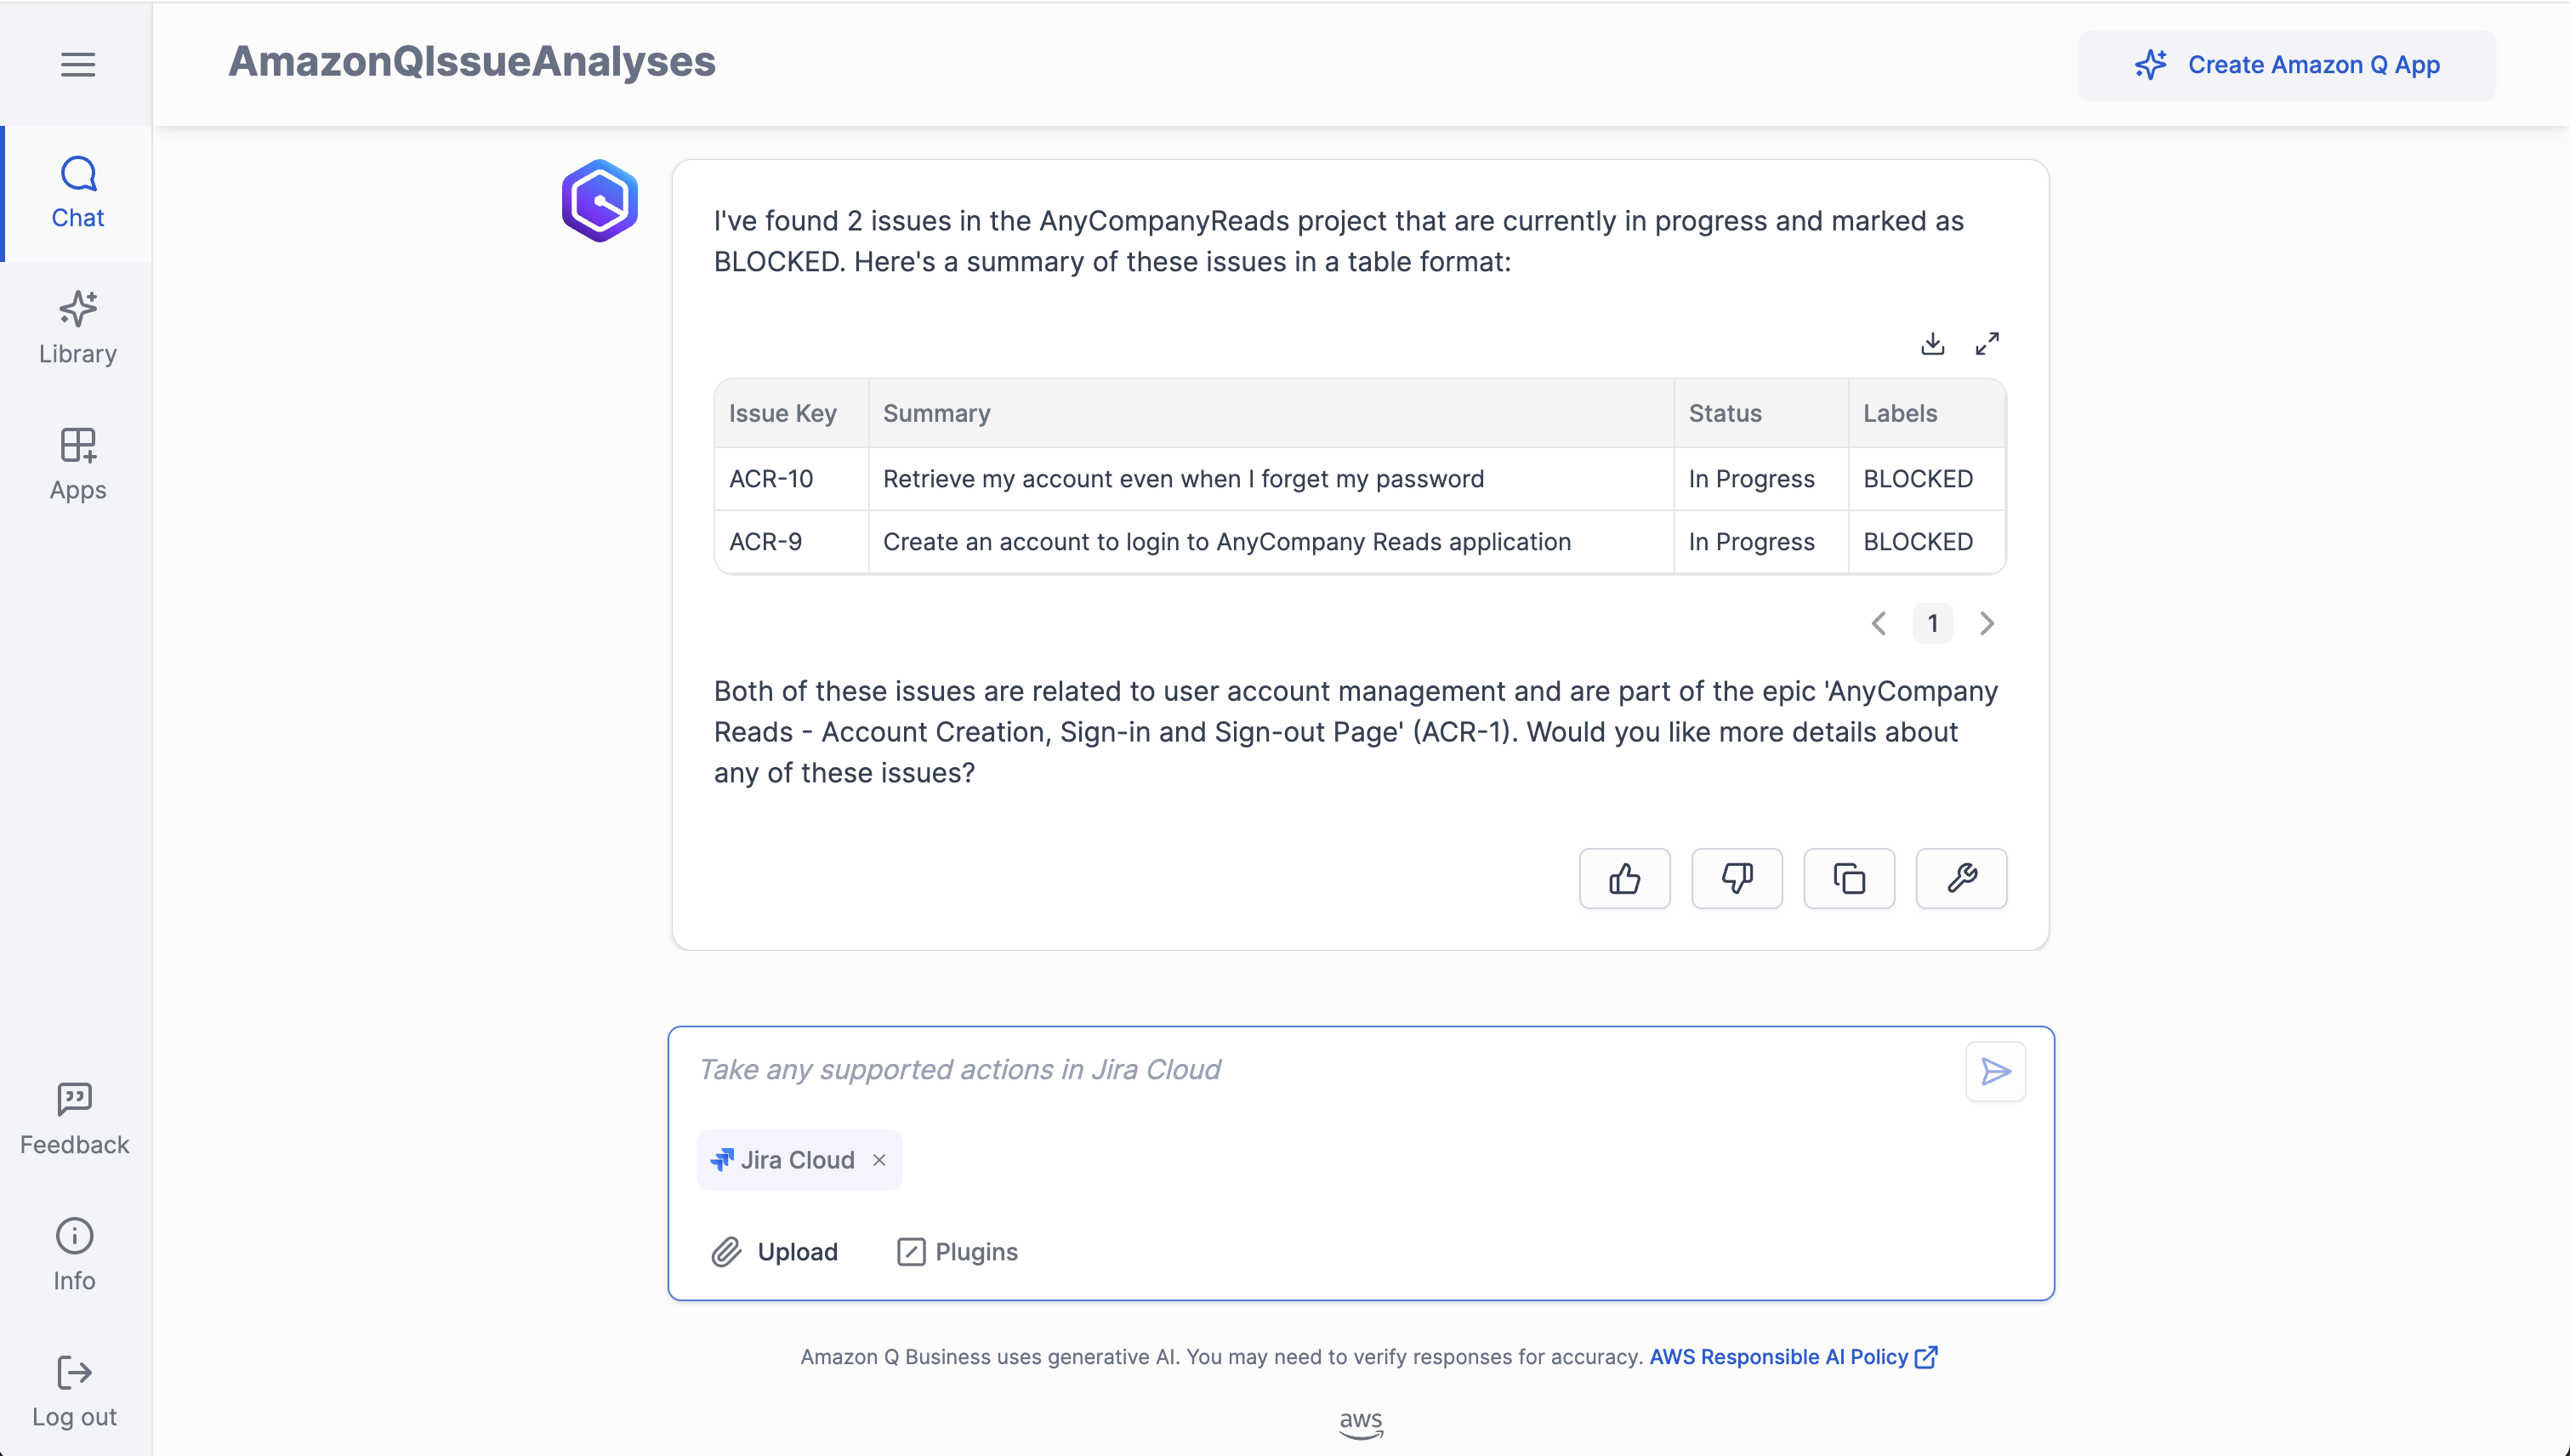 AmazonQIssueAnalyses
Create Amazon Q App
Chat
Library
Apps
Feedback
Info
Log out
I've found 2 issues in the AnyCompanyReads project that are currently in progress and marked as
BLOCKED. Here's a summary of these issues in a table format:
Issue Key Summary Status Labels
ACR-10 Retrieve my account even when I forget my password In Progress BLOCKED
ACR-9 Create an account to login to AnyCompany Reads application In Progress BLOCKED
1
Both of these issues are related to user account management and are part of the epic 'AnyCompany
Reads - Account Creation, Sign-in and Sign-out Page' (ACR-1). Would you like more details about
any of these issues?
Take any supported actions in Jira Cloud
Jira Cloud
Upload Plugins
Amazon Q Business uses generative AI. You may need to verify responses for accuracy. AWS Responsible AI Policy
aws